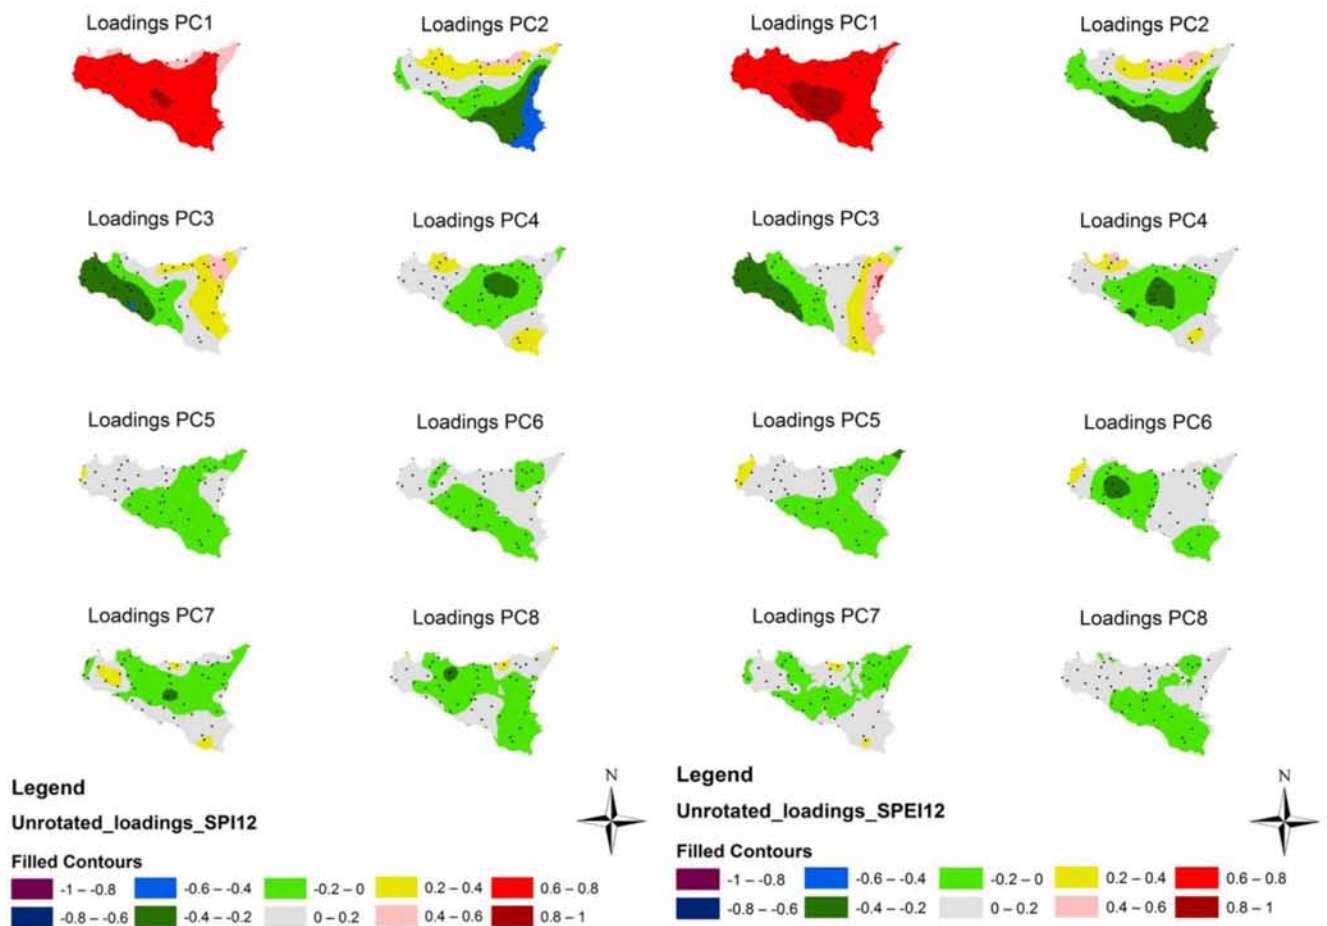 Loadings PC1 Loadings PC2 Loadings PC1 Loadings PC2
Loadings PC3 Loadings PC4 Loadings PC3 Loadings PC4
Loadings PC5 Loadings PC6 Loadings PC5 Loadings PC6
Loadings PC7 Loadings PC8 Loadings PC7 Loadings PC8
Legend
Unrotated_loadings_SPI12
N
Filled Contours
-1 – -0.8 -0.6 – -0.4 -0.2 – 0 0.2 – 0.4 0.6 – 0.8
-0.8 – -0.6 -0.4 – -0.2 0 – 0.2 0.4 – 0.6 0.8 – 1
Legend
Unrotated_loadings_SPEI12
N
Filled Contours
-1 – -0.8 -0.6 – -0.4 -0.2 – 0 0.2 – 0.4 0.6 – 0.8
-0.8 – -0.6 -0.4 – -0.2 0 – 0.2 0.4 – 0.6 0.8 – 1